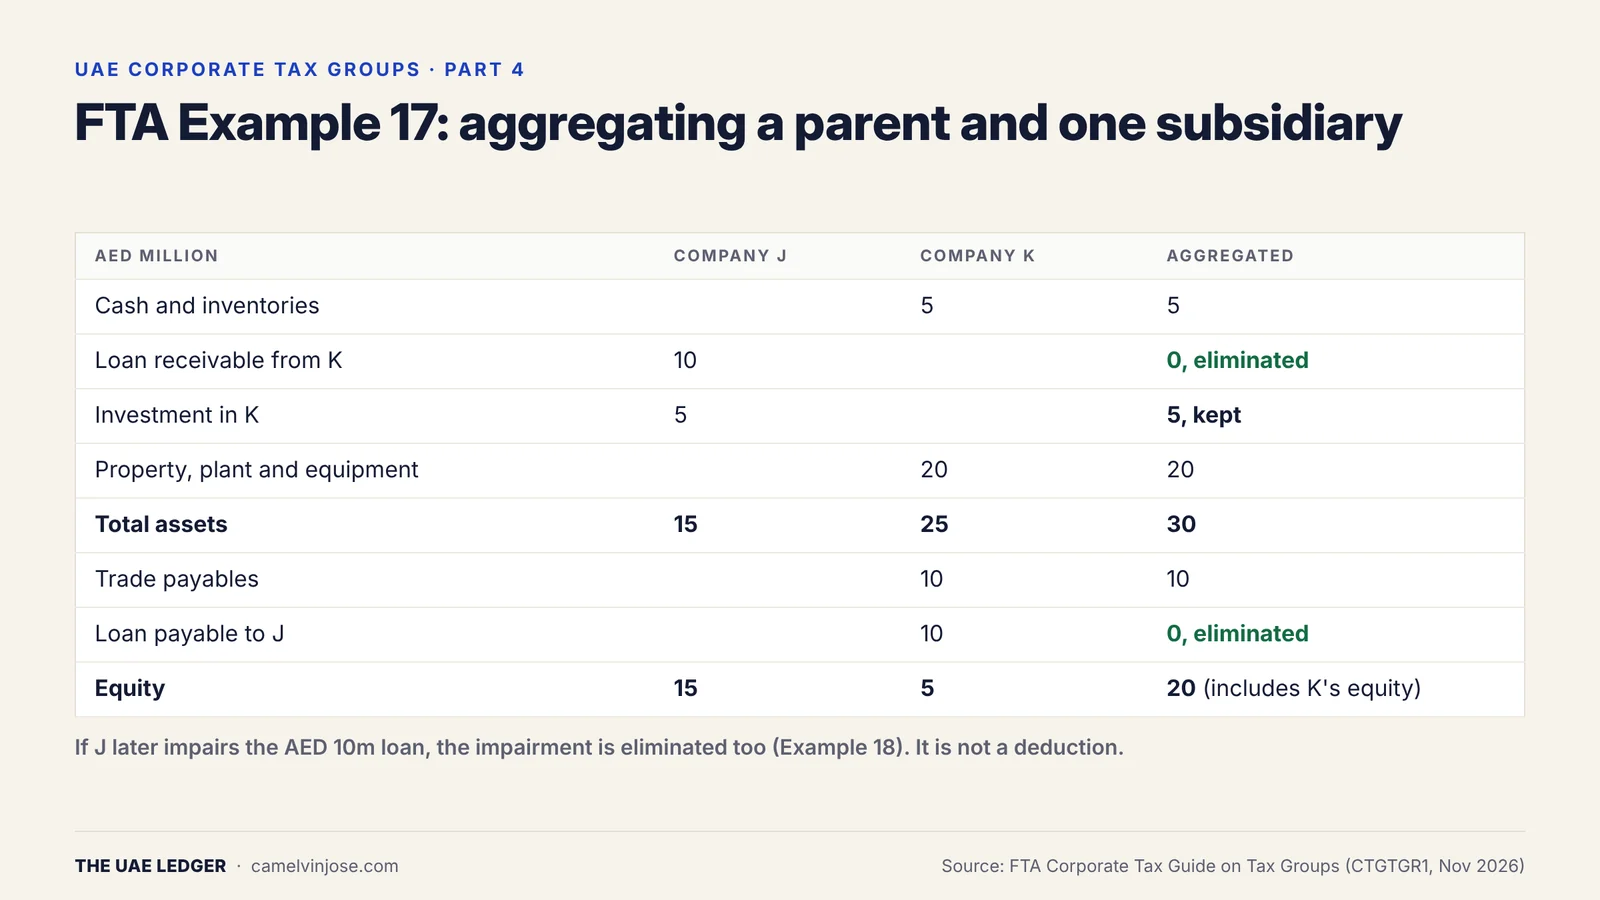 UAE CORPORATE TAX GROUPS · PART 4
FTA Example 17: aggregating a parent and one subsidiary
AED MILLION COMPANY J COMPANY K AGGREGATED
Cash and inventories 5 5
Loan receivable from K 10 0, eliminated
Investment in K 5 5, kept
Property, plant and equipment 20 20
Total assets 15 25 30
Trade payables 10 10
Loan payable to J 10 0, eliminated
Equity 15 5 20 (includes K's equity)
If J later impairs the AED 10m loan, the impairment is eliminated too (Example 18). It is not a deduction.
THE UAE LEDGER · camelvinjose.com
Source: FTA Corporate Tax Guide on Tax Groups (CTGTGR1, Nov 2026)